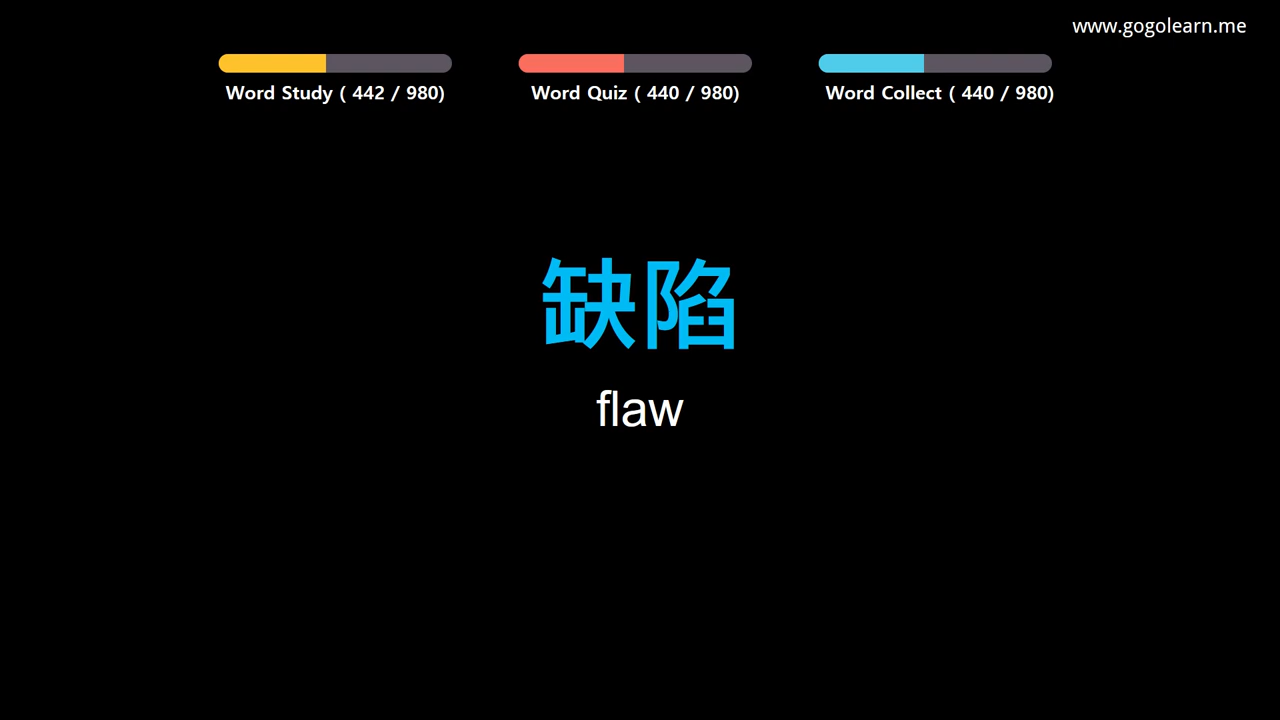 www.gogolearn.me
Word Study ( 442 / 980)
Word Quiz ( 440 / 980)
Word Collect ( 440 / 980)
缺陷
flaw